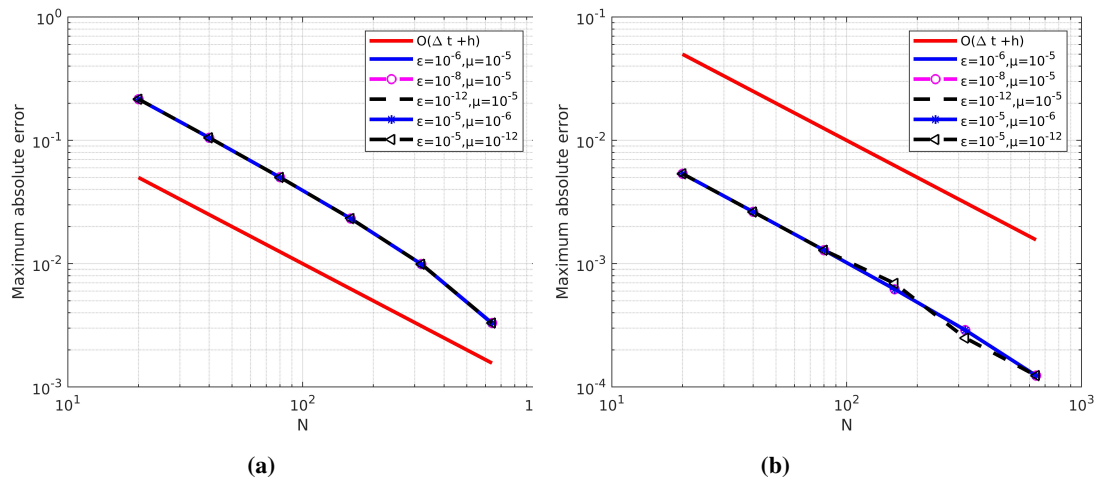 10⁰
10⁻¹
10⁻²
10⁻³
Maximum absolute error
10¹
10²
1
N
O(Δ t +h)
ε=10⁻⁶,μ=10⁻⁵
ε=10⁻⁸,μ=10⁻⁵
ε=10⁻¹²,μ=10⁻⁵
ε=10⁻⁵,μ=10⁻⁶
ε=10⁻⁵,μ=10⁻¹²
(a)
10⁻¹
10⁻²
10⁻³
10⁻⁴
Maximum absolute error
10¹
10²
10³
N
O(Δ t +h)
ε=10⁻⁶,μ=10⁻⁵
ε=10⁻⁸,μ=10⁻⁵
ε=10⁻¹²,μ=10⁻⁵
ε=10⁻⁵,μ=10⁻⁶
ε=10⁻⁵,μ=10⁻¹²
(b)